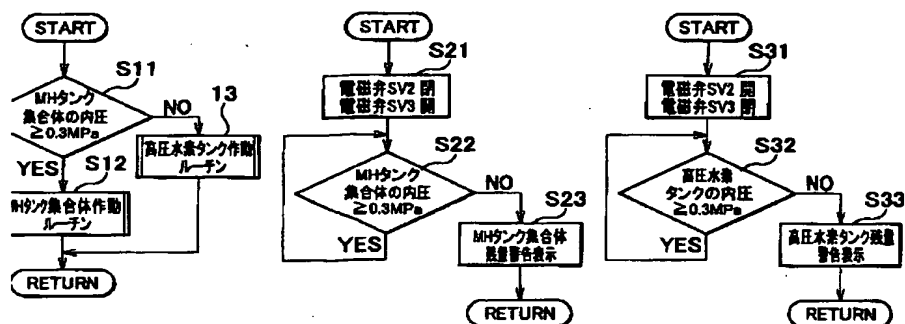 START
S11
MHタンク
集合体の内圧
≧0.3MPa
NO
13
高圧水素タンク作動
ルーチン
YES
S12
MHタンク集合体作動
ルーチン
RETURN
START
S21
電磁弁SV2 閉
電磁弁SV3 閉
S22
MHタンク
集合体の内圧
≧0.3MPa
NO
S23
YES
MHタンク集合体
残量警告表示
RETURN
START
S31
電磁弁SV2 開
電磁弁SV3 閉
S32
高圧水素
タンクの内圧
≧0.3MPa
NO
S33
YES
高圧水素タンク残量
警告表示
RETURN